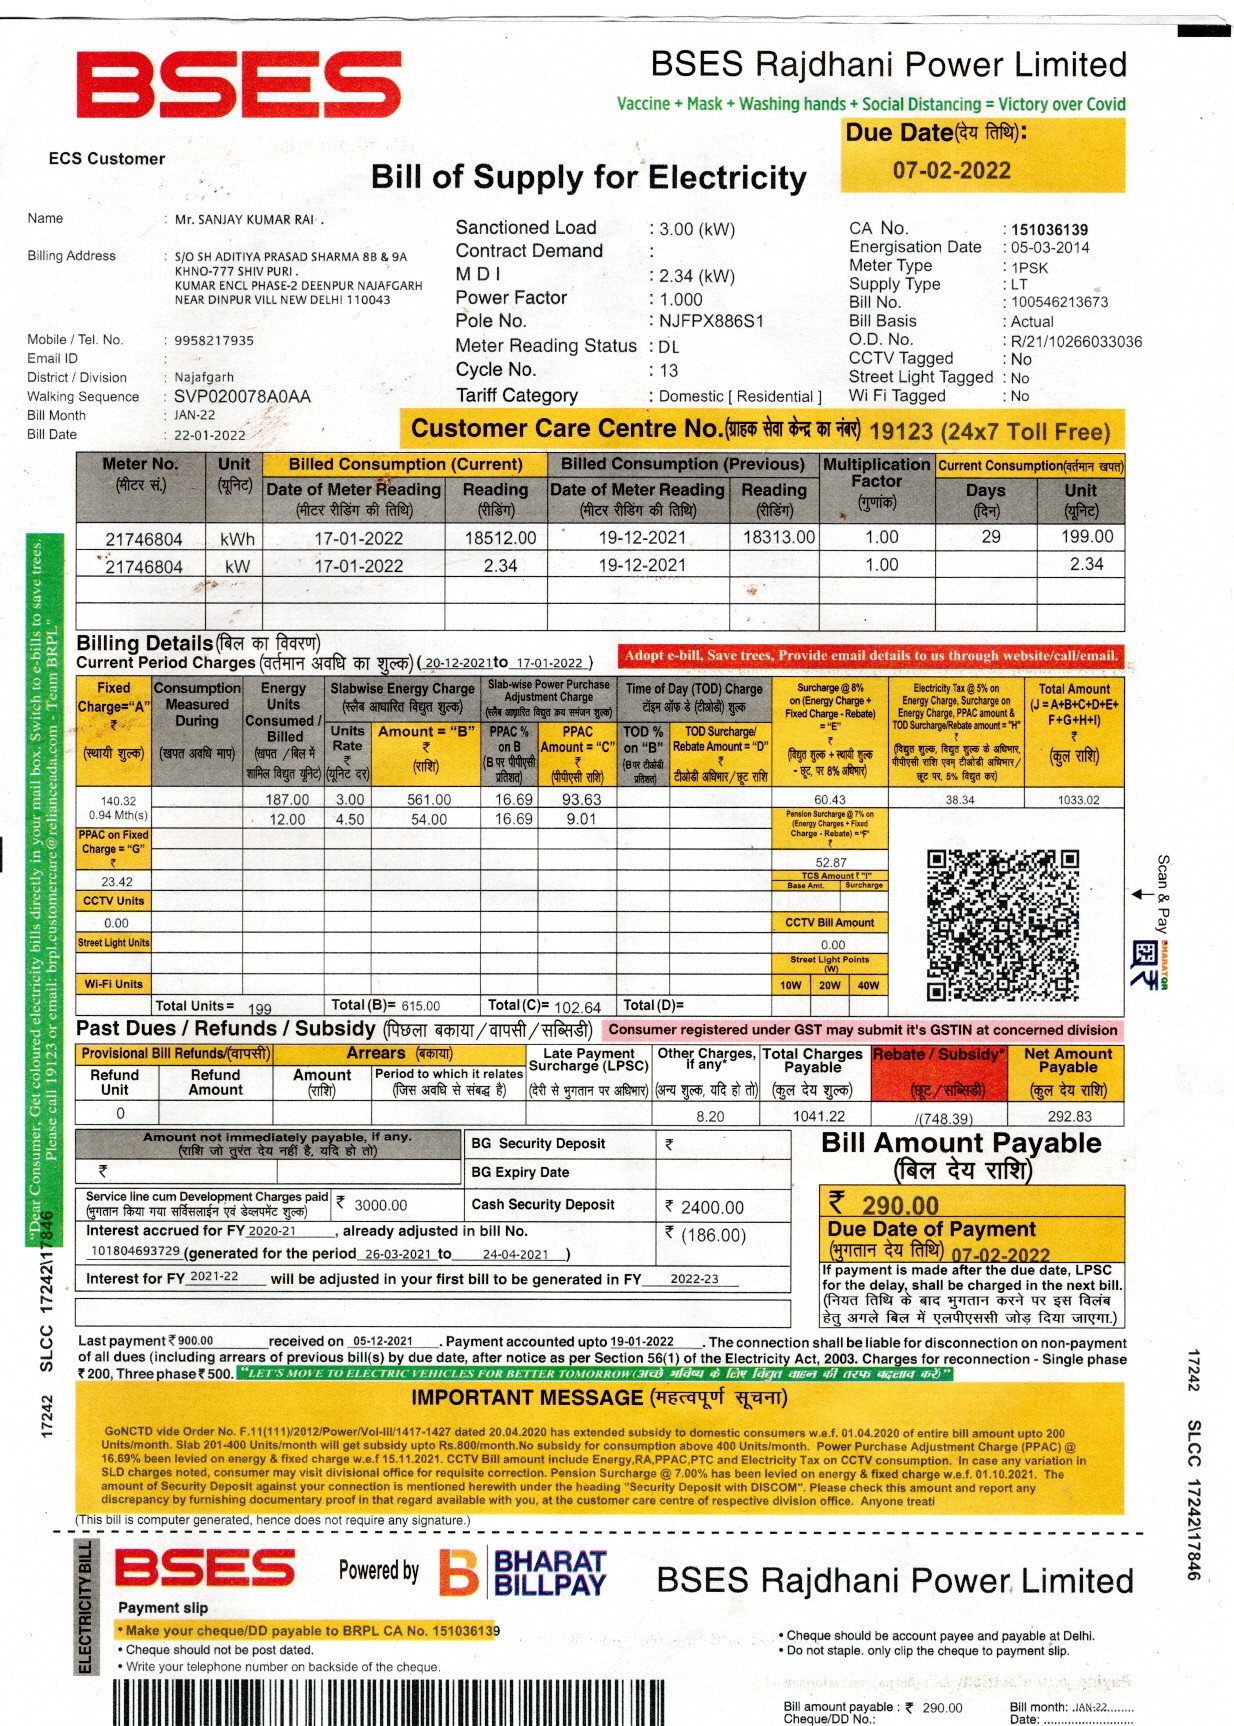 BSES
BSES Rajdhani Power Limited
Vaccine + Mask + Washing hands + Social Distancing = Victory over Covid
Due Date(देय तिथि):
07-02-2022
ECS Customer
Bill of Supply for Electricity
Name : Mr. SANJAY KUMAR RAI .
Billing Address : S/O SH ADITIYA PRASAD SHARMA 8B & 9A
KHNO-777 SHIV PURI .
KUMAR ENCL PHASE-2 DEENPUR NAJAFGARH
NEAR DINPUR VILL NEW DELHI 110043
Mobile / Tel. No. : 9958217935
Email ID :
District / Division : Najafgarh
Walking Sequence : SVP020078A0AA
Bill Month : JAN-22
Bill Date : 22-01-2022
Sanctioned Load : 3.00 (kW)
Contract Demand :
M D I : 2.34 (kW)
Power Factor : 1.000
Pole No. : NJFPX886S1
Meter Reading Status : DL
Cycle No. : 13
Tariff Category : Domestic [ Residential ]
CA No. : 151036139
Energisation Date : 05-03-2014
Meter Type : 1PSK
Supply Type : LT
Bill No. : 100546213673
Bill Basis : Actual
O.D. No. : R/21/10266033036
CCTV Tagged : No
Street Light Tagged : No
Wi Fi Tagged : No
Customer Care Centre No.(ग्राहक सेवा केन्द्र का नंबर) 19123 (24x7 Toll Free)
Meter No. Unit Billed Consumption (Current) Billed Consumption (Previous) Multiplication Factor Current Consumption(वर्तमान खपत)
(मीटर सं.) (यूनिट) Date of Meter Reading Reading Date of Meter Reading Reading (गुणांक) Days Unit
(मीटर रीडिंग की तिथि) (रीडिंग) (मीटर रीडिंग की तिथि) (रीडिंग) (दिन) (यूनिट)
21746804 kWh 17-01-2022 18512.00 19-12-2021 18313.00 1.00 29 199.00
21746804 kW 17-01-2022 2.34 19-12-2021 1.00 2.34
Billing Details(बिल का विवरण)
Current Period Charges (वर्तमान अवधि का शुल्क) ( 20-12-2021 to 17-01-2022 )
Adopt e-bill, Save trees, Provide email details to us through website/call/email.
Fixed Charge="A" ₹ (स्थायी शुल्क)
Consumption Measured During (खपत अवधि माप)
Energy Units Consumed / Billed (खपत / बिल में शामिल विद्युत यूनिट)
Slabwise Energy Charge (स्लैब आधारित विद्युत शुल्क)
Units Rate ₹ (यूनिट दर)
Amount = "B" ₹ (राशि)
Slab-wise Power Purchase Adjustment Charge (स्लैब आधारित विद्युत क्रय समंजन शुल्क)
PPAC % on B (B पर पीपीएसी प्रतिशत)
PPAC Amount = "C" ₹ (पीपीएसी राशि)
Time of Day (TOD) Charge टॉइम ऑफ डे (टीओडी) शुल्क
TOD % on "B" (B पर टीओडी प्रतिशत)
TOD Surcharge/ Rebate Amount = "D" ₹ टीओडी अधिभार/छूट राशि
Surcharge @ 8% on (Energy Charge + Fixed Charge - Rebate) = "E" ₹ (विद्युत शुल्क + स्थायी शुल्क - छूट, पर 8% अधिभार)
Electricity Tax @ 5% on Energy Charge, Surcharge on Energy Charge, PPAC amount & TOD Surcharge/Rebate amount = "H" ₹ (विद्युत शुल्क, विद्युत शुल्क के अधिभार, पीपीएसी राशि एवम् टीओडी अधिभार/ छूट पर, 5% विद्युत कर)
Total Amount (J = A+B+C+D+E+ F+G+H+I) ₹ (कुल राशि)
140.32 187.00 3.00 561.00 16.69 93.63 60.43 38.34 1033.02
0.94 Mth(s) 12.00 4.50 54.00 16.69 9.01
Pension Surcharge @ 7% on (Energy Charges + Fixed Charge - Rebate) ="F" ₹
PPAC on Fixed Charge = "G" ₹
52.87
TCS Amount ₹ "I"
23.42 Base Amt. Surcharge
CCTV Units
0.00 CCTV Bill Amount
Street Light Units 0.00
Street Light Points (W)
Wi-Fi Units 10W 20W 40W
Total Units = 199 Total (B)= 615.00 Total(C)= 102.64 Total (D)=
Scan & Pay
BHARAT QR
Past Dues / Refunds / Subsidy (पिछला बकाया/वापसी/सब्सिडी) Consumer registered under GST may submit it's GSTIN at concerned division
Provisional Bill Refunds/(वापसी) Arrears (बकाया) Late Payment Surcharge (LPSC) Other Charges, if any* Total Charges Payable Rebate / Subsidy* Net Amount Payable
Refund Unit Refund Amount Amount (राशि) Period to which it relates (जिस अवधि से संबद्ध है) (देरी से भुगतान पर अधिभार) (अन्य शुल्क, यदि हो तो) (कुल देय शुल्क) (छूट/सब्सिडी) (कुल देय राशि)
0 8.20 1041.22 /(748.39) 292.83
Amount not immediately payable, if any.
(राशि जो तुरंत देय नहीं है, यदि हो तो)
₹
BG Security Deposit ₹
BG Expiry Date
Service line cum Development Charges paid ₹ 3000.00
(भुगतान किया गया सर्विसलाईन एवं डेव्लपमेंट शुल्क)
Cash Security Deposit ₹ 2400.00
Interest accrued for FY 2020-21 , already adjusted in bill No. ₹ (186.00)
101804693729 (generated for the period 26-03-2021 to 24-04-2021 )
Interest for FY 2021-22 will be adjusted in your first bill to be generated in FY 2022-23
Bill Amount Payable
(बिल देय राशि)
₹ 290.00
Due Date of Payment
(भुगतान देय तिथि) 07-02-2022
If payment is made after the due date, LPSC
for the delay, shall be charged in the next bill.
(नियत तिथि के बाद भुगतान करने पर इस विलंब
हेतु अगले बिल में एलपीएससी जोड़ दिया जाएगा.)
Last payment ₹ 900.00 received on 05-12-2021 . Payment accounted upto 19-01-2022 . The connection shall be liable for disconnection on non-payment
of all dues (including arrears of previous bill(s) by due date, after notice as per Section 56(1) of the Electricity Act, 2003. Charges for reconnection - Single phase
₹ 200, Three phase ₹ 500. "LET'S MOVE TO ELECTRIC VEHICLES FOR BETTER TOMORROW(अच्छे भविष्य के लिए विद्युत वाहन की तरफ बदलाव करें)"
IMPORTANT MESSAGE (महत्वपूर्ण सूचना)
GoNCTD vide Order No. F.11(111)/2012/Power/Vol-III/1417-1427 dated 20.04.2020 has extended subsidy to domestic consumers w.e.f. 01.04.2020 of entire bill amount upto 200
Units/month. Slab 201-400 Units/month will get subsidy upto Rs.800/month.No subsidy for consumption above 400 Units/month. Power Purchase Adjustment Charge (PPAC) @
16.69% been levied on energy & fixed charge w.e.f 15.11.2021. CCTV Bill amount include Energy,RA,PPAC,PTC and Electricity Tax on CCTV consumption. In case any variation in
SLD charges noted, consumer may visit divisional office for requisite correction. Pension Surcharge @ 7.00% has been levied on energy & fixed charge w.e.f. 01.10.2021. The
amount of Security Deposit against your connection is mentioned herewith under the heading "Security Deposit with DISCOM". Please check this amount and report any
discrepancy by furnishing documentary proof in that regard available with you, at the customer care centre of respective division office. Anyone treati
(This bill is computer generated, hence does not require any signature.)
"Dear Consumer, Get coloured electricity bills directly in your mail box. Switch to e-bills to save trees.
Please call 19123 or email: brpl.customercare@relianceada.com - Team BRPL"
17242 SLCC 17242\17846
17242 SLCC 17242\17846
ELECTRICITY BILL
BSES
Powered by
BHARAT BILLPAY
BSES Rajdhani Power Limited
Payment slip
• Make your cheque/DD payable to BRPL CA No. 151036139
• Cheque should not be post dated.
• Write your telephone number on backside of the cheque.
• Cheque should be account payee and payable at Delhi.
• Do not staple. only clip the cheque to payment slip.
Bill amount payable : ₹ 290.00 Bill month: JAN-22
Cheque/DD No.: Date: